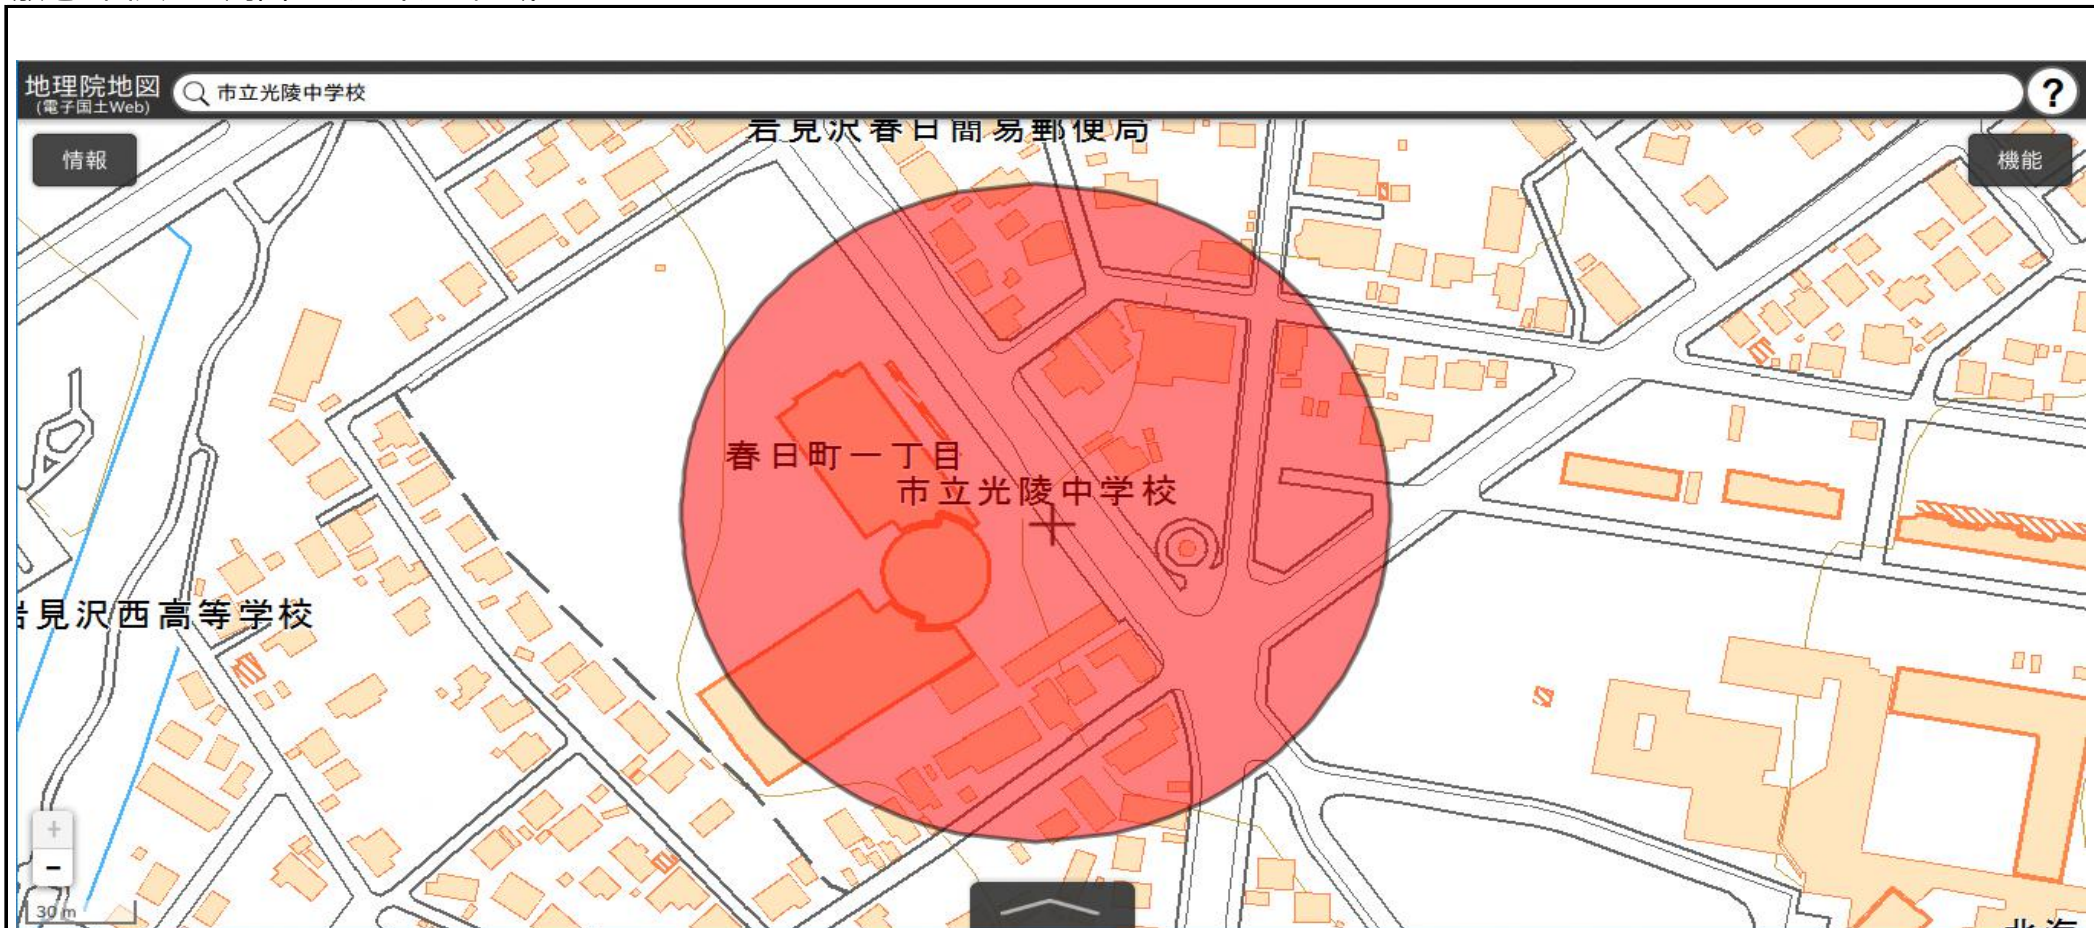 地理院地図
(電子国土Web)
市立光陵中学校
?
岩見沢春日簡易郵便局
情報
機能
春日町一丁目
市立光陵中学校
見沢西高等学校
+
-
30 m